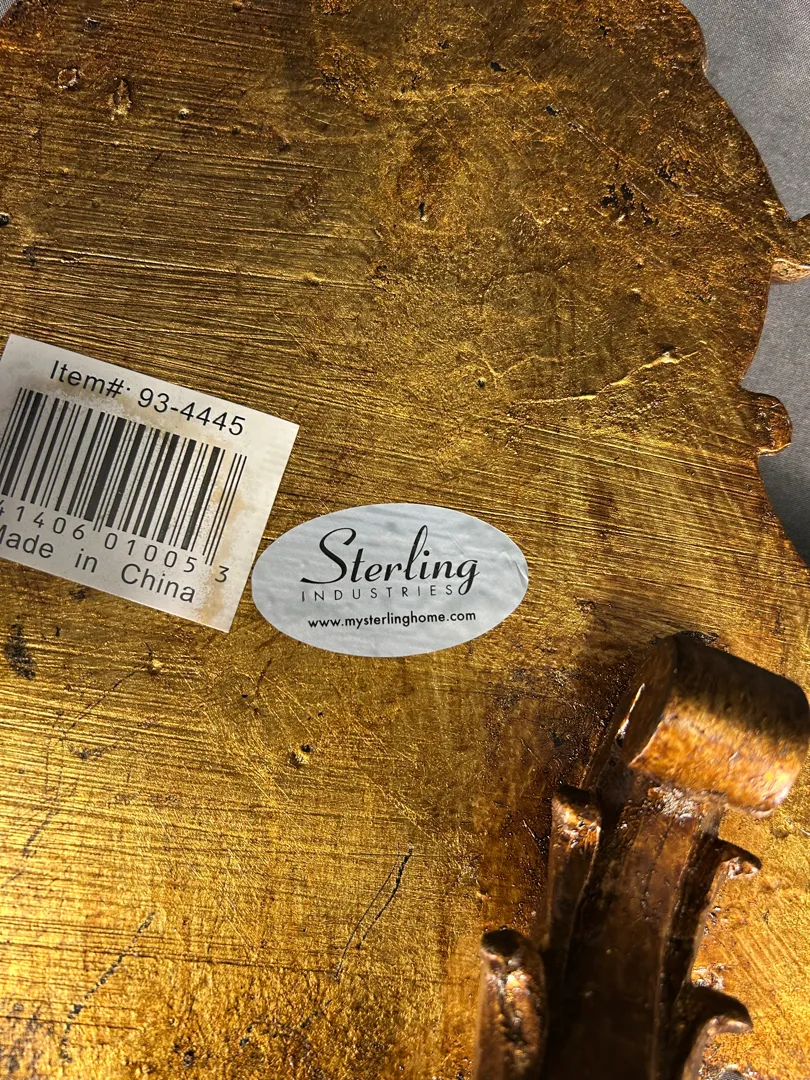 Item#: 93-4445
41406 01005 3
Made in China
Sterling
INDUSTRIES
www.mysterlinghome.com